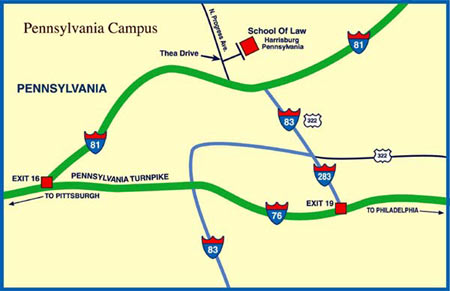 Pennsylvania Campus
N. Progress Ave.
School Of Law
Harrisburg
Pennsylvania
Thea Drive
81
PENNSYLVANIA
83
322
81
322
EXIT 16
PENNSYLVANIA TURNPIKE
283
TO PITTSBURGH
EXIT 19
76
TO PHILADELPHIA
83